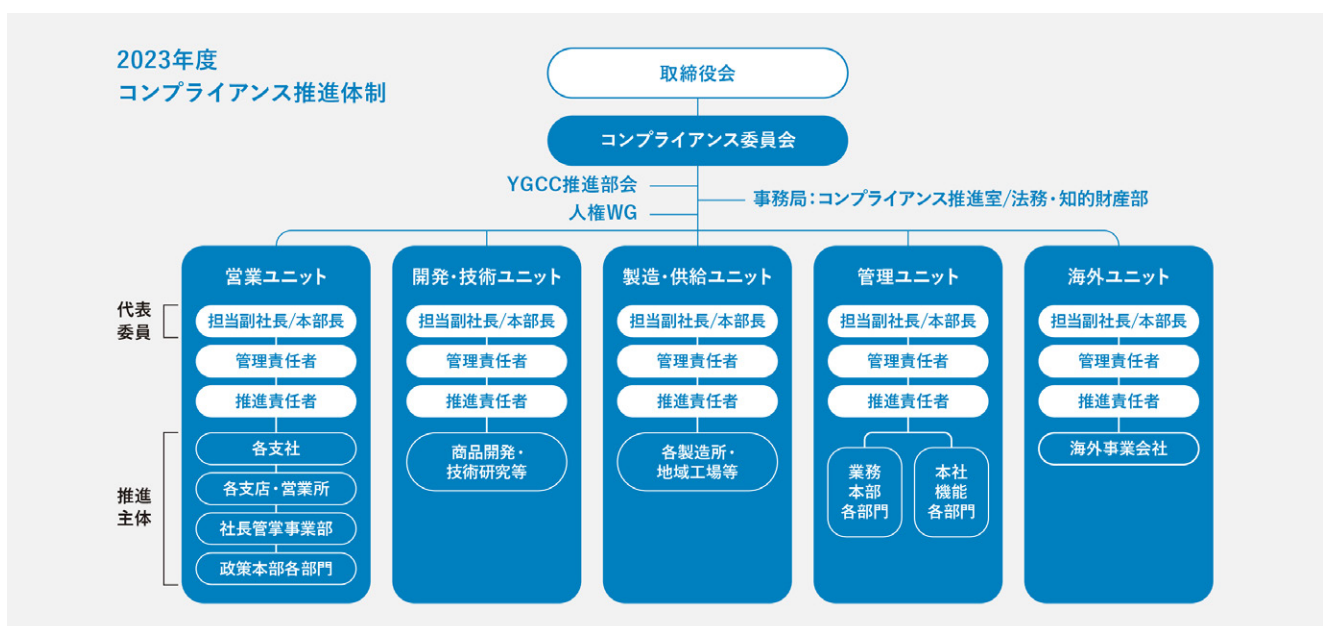 2023年度
コンプライアンス推進体制
取締役会
コンプライアンス委員会
YGCC推進部会
人権WG
事務局：コンプライアンス推進室/法務・知的財産部
代表
委員
推進
主体
営業ユニット
担当副社長/本部長
管理責任者
推進責任者
各支社
各支店・営業所
社長管掌事業部
政策本部各部門
開発・技術ユニット
担当副社長/本部長
管理責任者
推進責任者
商品開発・
技術研究等
製造・供給ユニット
担当副社長/本部長
管理責任者
推進責任者
各製造所・
地域工場等
管理ユニット
担当副社長/本部長
管理責任者
推進責任者
業務
本部
各部門
本社
機能
各部門
海外ユニット
担当副社長/本部長
管理責任者
推進責任者
海外事業会社